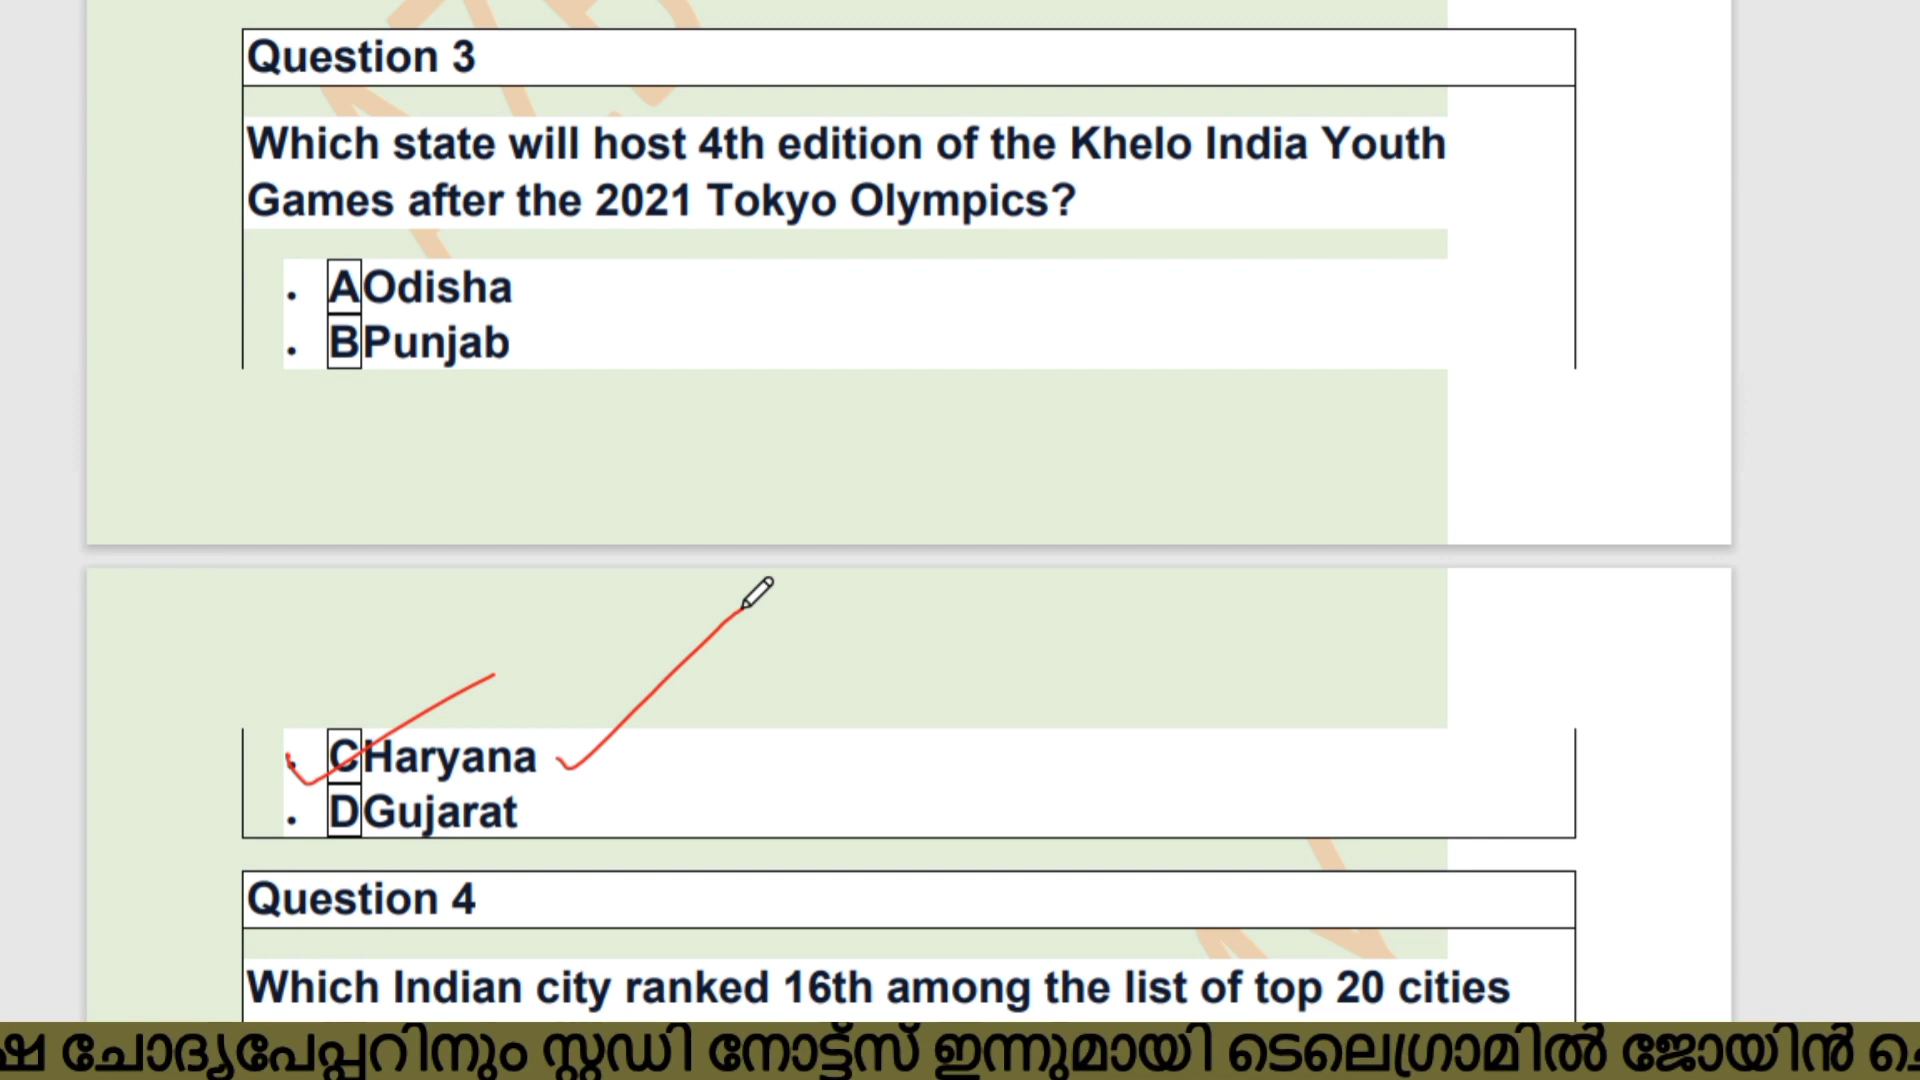 Question 3
Which state will host 4th edition of the Khelo India Youth
Games after the 2021 Tokyo Olympics?
. AOdisha
. BPunjab
. CHaryana
. DGujarat
Question 4
Which Indian city ranked 16th among the list of top 20 cities
ചോദ്യപേപ്പറിനും സ്റ്റഡി നോട്ട്സ് ഇന്നുമായി ടെലെഗ്രാമിൽ ജോയിൻ